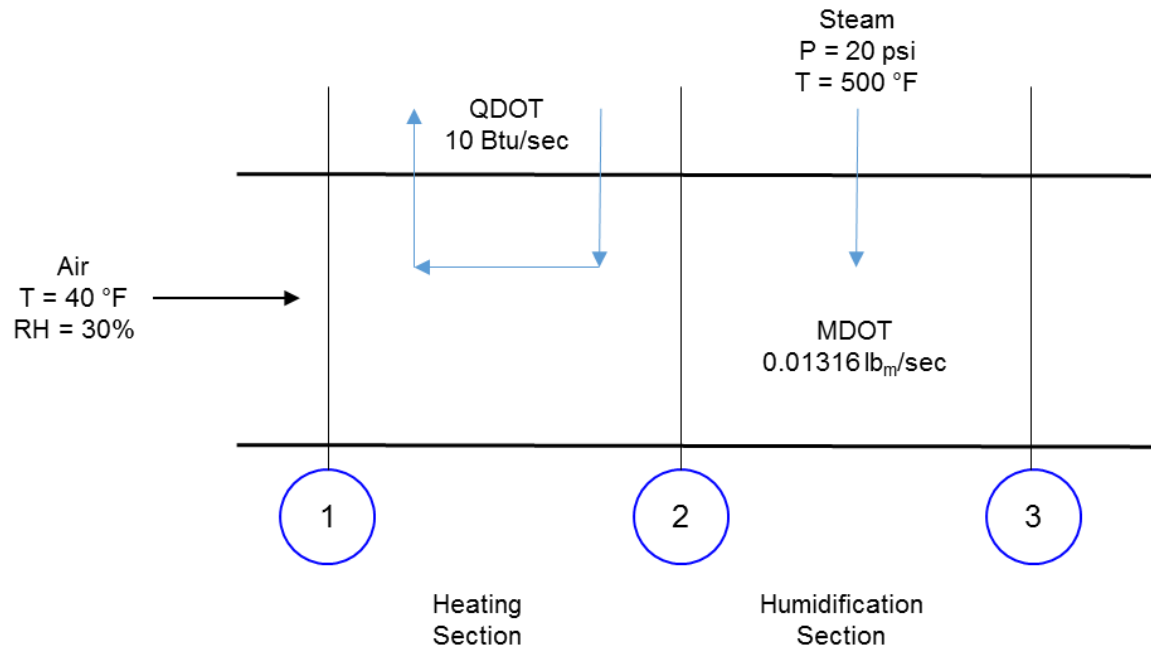 Steam
P = 20 psi
T = 500 °F
QDOT
10 Btu/sec
Air
T = 40 °F
RH = 30%
MDOT
0.01316 lbₘ/sec
1
2
3
Heating
Section
Humidification
Section